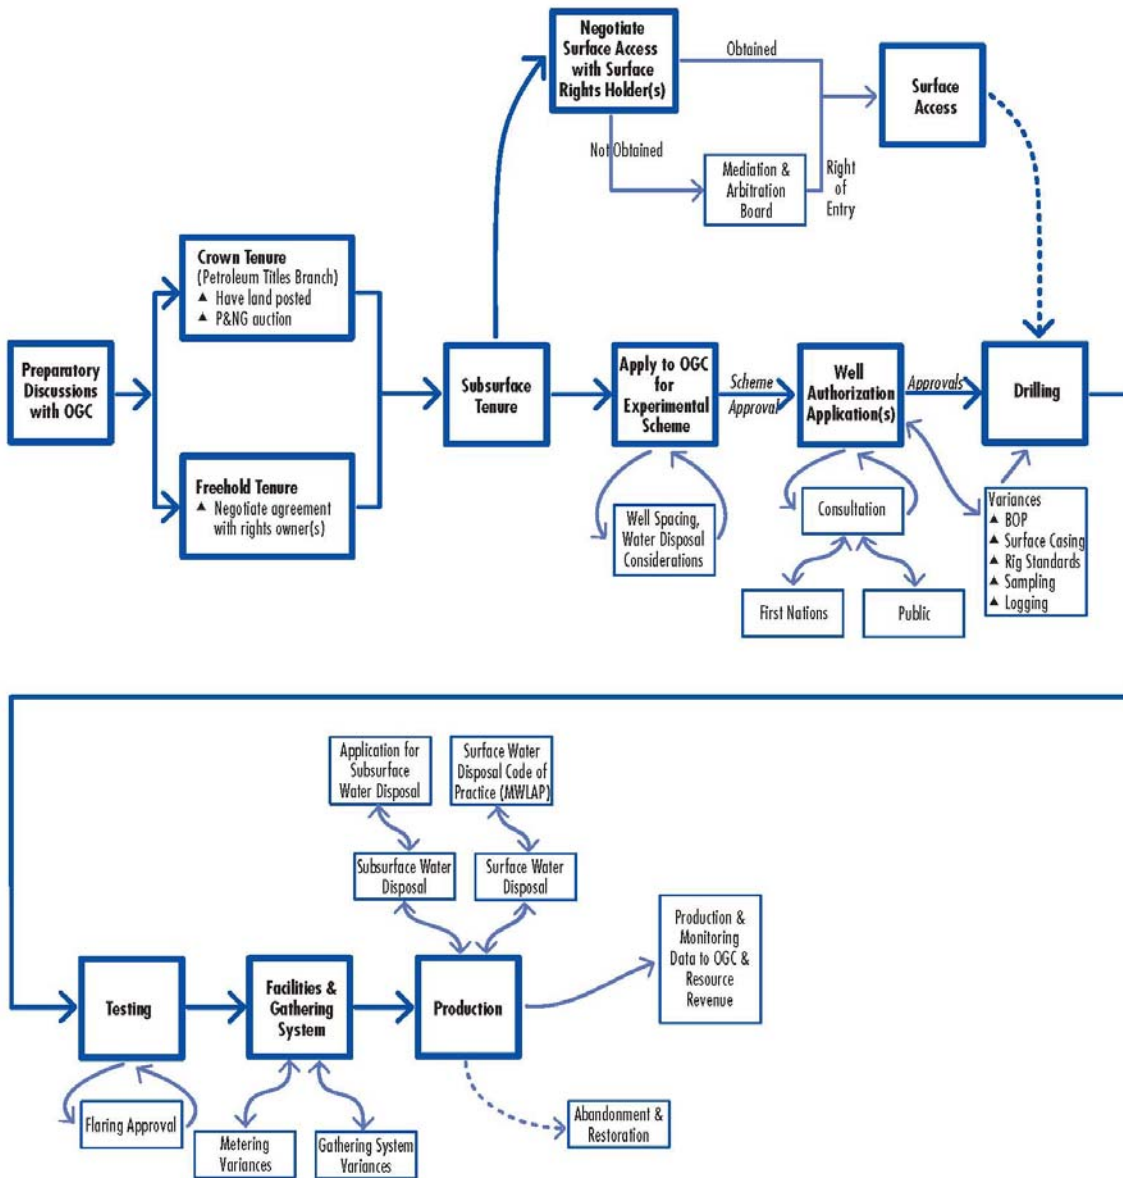 Negotiate
Surface Access
with Surface
Rights Holder(s)
Obtained
Surface
Access
Not Obtained
Mediation &
Arbitration
Board
Right
of
Entry
Crown Tenure
(Petroleum Titles Branch)
▲ Have land posted
▲ P&NG auction
Preparatory
Discussions
with OGC
Subsurface
Tenure
Apply to OGC
for
Experimental
Scheme
Scheme
Approval
Well
Authorization
Application(s)
Approvals
Drilling
Freehold Tenure
▲ Negotiate agreement
with rights owner(s)
Well Spacing,
Water Disposal
Considerations
Consultation
First Nations
Public
Variances
▲ BOP
▲ Surface Casing
▲ Rig Standards
▲ Sampling
▲ Logging
Application for
Subsurface
Water Disposal
Surface Water
Disposal Code of
Practice (MWLAP)
Subsurface Water
Disposal
Surface Water
Disposal
Production &
Monitoring
Data to OGC &
Resource
Revenue
Testing
Facilities &
Gathering
System
Production
Flaring Approval
Metering
Variances
Gathering System
Variances
Abandonment &
Restoration